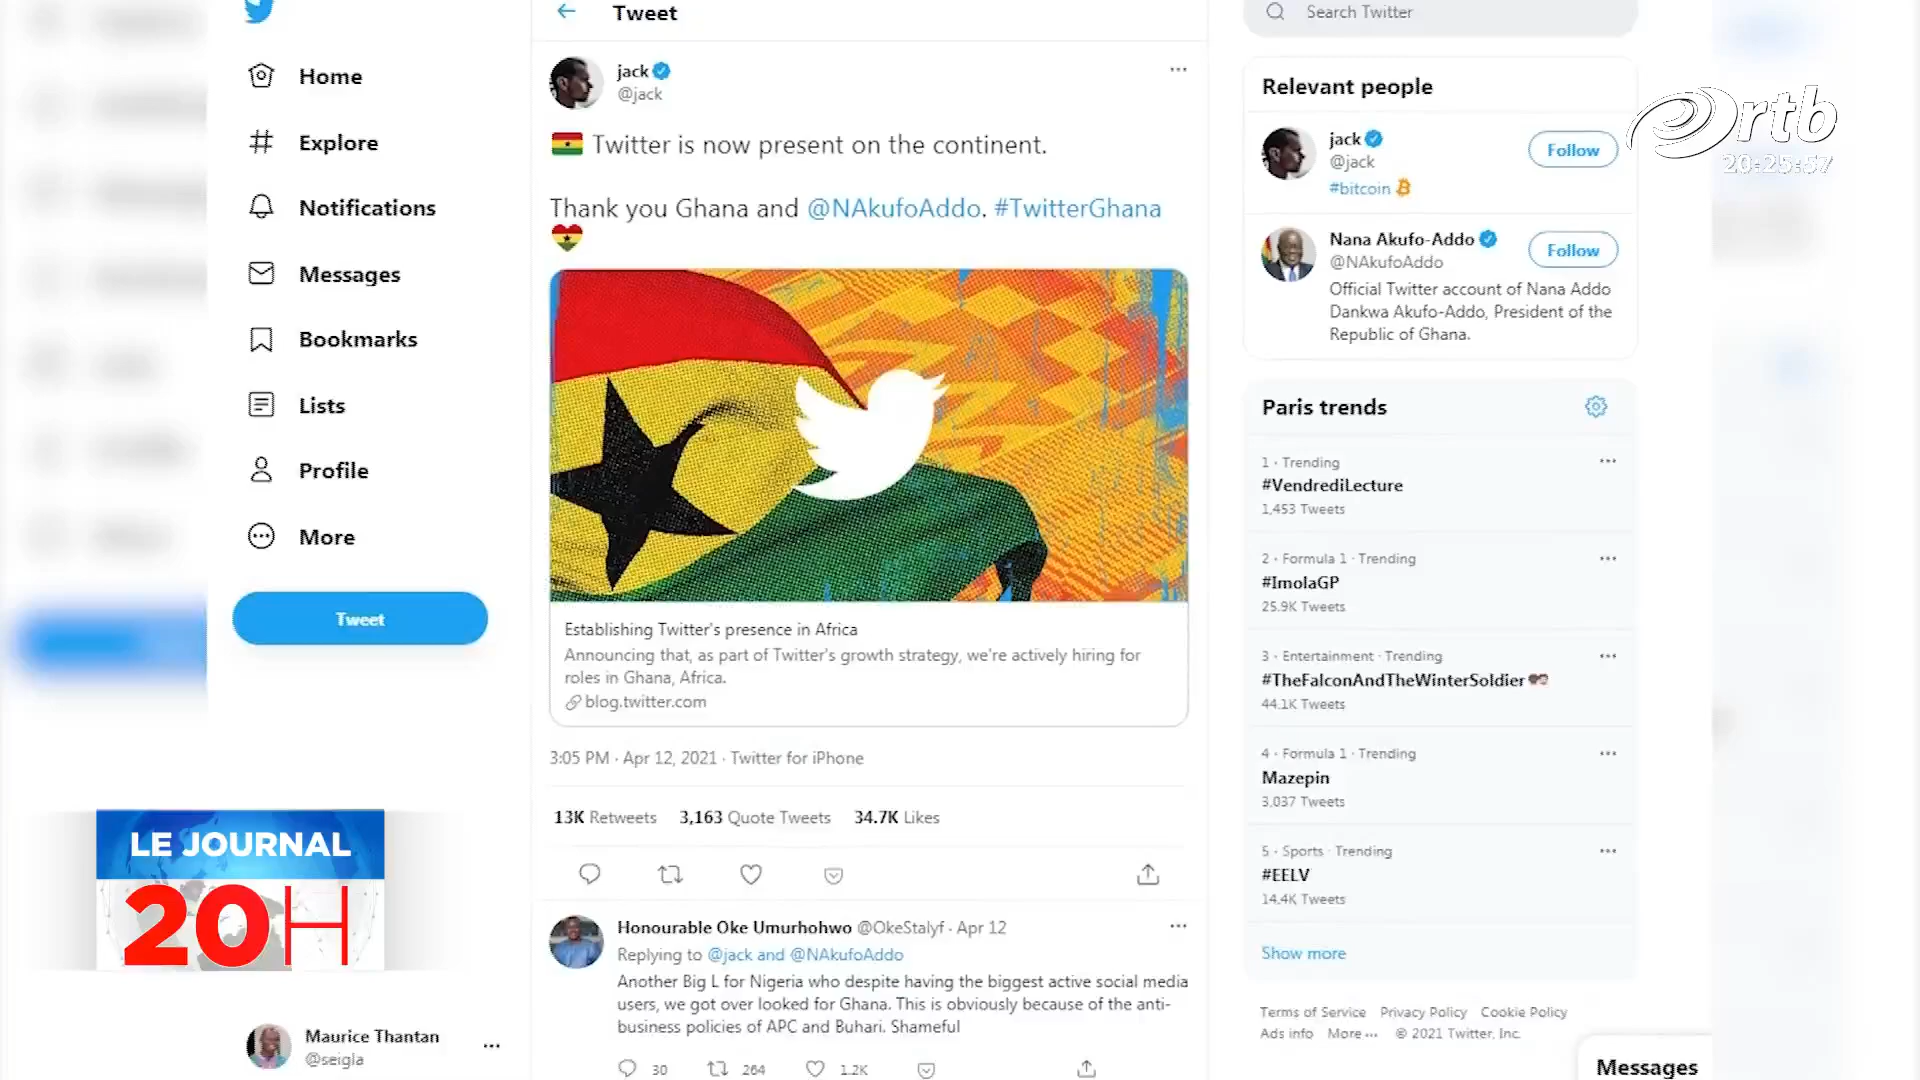 Home
Explore
Notifications
Messages
Bookmarks
Lists
Profile
More
Tweet
LE JOURNAL
20H
Maurice Thantan
@seigla
Tweet
jack
@jack
Twitter is now present on the continent.
Thank you Ghana and @NAkufoAddo. #TwitterGhana
Establishing Twitter's presence in Africa
Announcing that, as part of Twitter's growth strategy, we're actively hiring for
roles in Ghana, Africa.
blog.twitter.com
3:05 PM · Apr 12, 2021 · Twitter for iPhone
13K Retweets 3,163 Quote Tweets 34.7K Likes
Honourable Oke Umurhohwo @OkeStalyf · Apr 12
Replying to @jack and @NAkufoAddo
Another Big L for Nigeria who despite having the biggest active social media
users, we got over looked for Ghana. This is obviously because of the anti-
business policies of APC and Buhari. Shameful
30 264 1.2K
Search Twitter
Relevant people
jack
@jack
#bitcoin
Follow
Nana Akufo-Addo
@NAkufoAddo
Follow
Official Twitter account of Nana Addo
Dankwa Akufo-Addo, President of the
Republic of Ghana.
Paris trends
1 · Trending
#VendrediLecture
1,453 Tweets
2 · Formula 1 · Trending
#ImolaGP
25.9K Tweets
3 · Entertainment · Trending
#TheFalconAndTheWinterSoldier
44.1K Tweets
4 · Formula 1 · Trending
Mazepin
3,037 Tweets
5 · Sports · Trending
#EELV
14.4K Tweets
Show more
Terms of Service Privacy Policy Cookie Policy
Ads info More © 2021 Twitter, Inc.
Messages
ortb
20:25:57